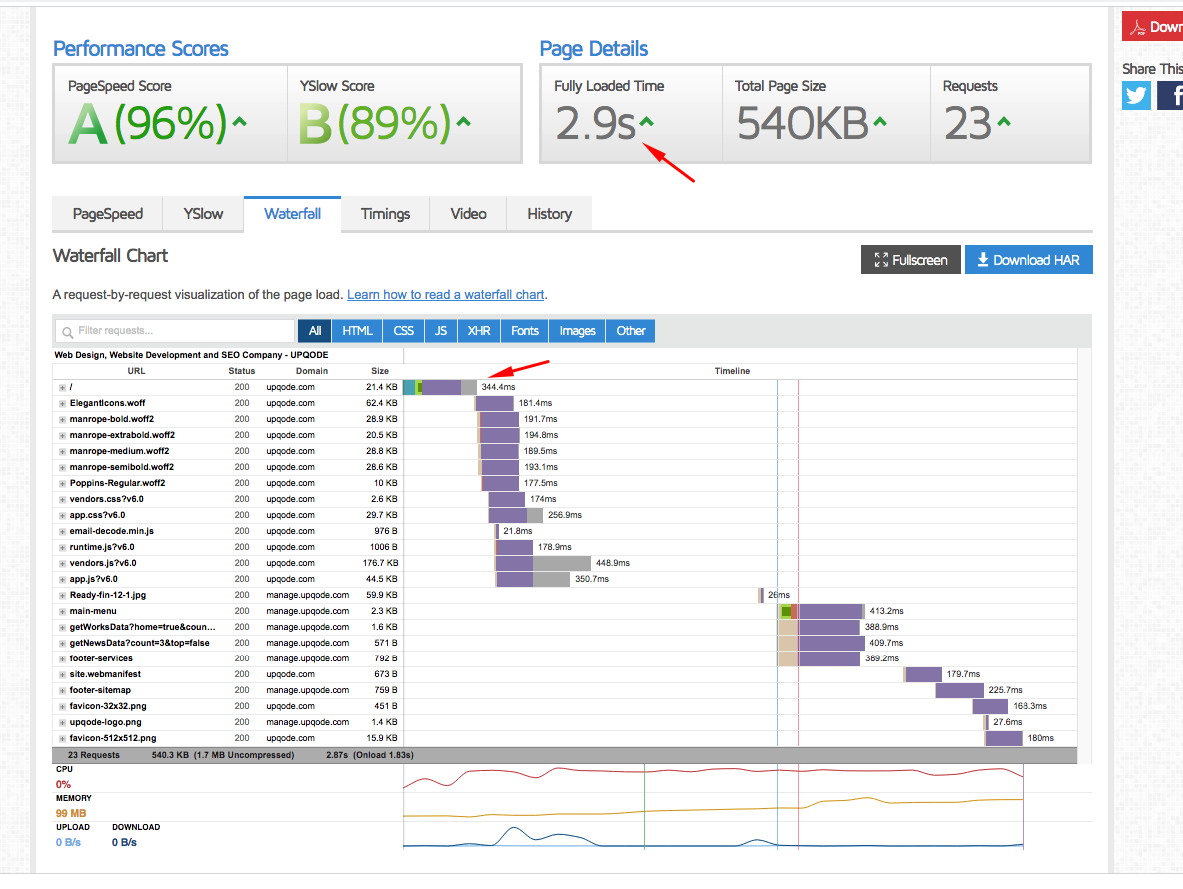 Performance Scores
Page Details
PageSpeed Score
A (96%)
YSlow Score
B (89%)
Fully Loaded Time
2.9s
Total Page Size
540KB
Requests
23
PDF Down
Share This
PageSpeed YSlow Waterfall Timings Video History
Waterfall Chart
Fullscreen Download HAR
A request-by-request visualization of the page load. Learn how to read a waterfall chart.
Filter requests... All HTML CSS JS XHR Fonts Images Other
Web Design, Website Development and SEO Company - UPQODE
URL Status Domain Size Timeline
/ 200 upqode.com 21.4 KB 344.4ms
ElegantIcons.woff 200 upqode.com 62.4 KB 181.4ms
manrope-bold.woff2 200 upqode.com 28.9 KB 191.7ms
manrope-extrabold.woff2 200 upqode.com 20.5 KB 194.8ms
manrope-medium.woff2 200 upqode.com 28.8 KB 189.5ms
manrope-semibold.woff2 200 upqode.com 28.6 KB 193.1ms
Poppins-Regular.woff2 200 upqode.com 10 KB 177.5ms
vendors.css?v6.0 200 upqode.com 2.6 KB 174ms
app.css?v6.0 200 upqode.com 29.7 KB 256.9ms
email-decode.min.js 200 upqode.com 976 B 21.8ms
runtime.js?v6.0 200 upqode.com 1006 B 178.9ms
vendors.js?v6.0 200 upqode.com 176.7 KB 448.9ms
app.js?v6.0 200 upqode.com 44.5 KB 350.7ms
Ready-fin-12-1.jpg 200 manage.upqode.com 59.9 KB 26ms
main-menu 200 manage.upqode.com 2.3 KB 413.2ms
getWorksData?home=true&coun... 200 manage.upqode.com 1.6 KB 388.9ms
getNewsData?count=3&top=false 200 manage.upqode.com 571 B 409.7ms
footer-services 200 manage.upqode.com 792 B 389.2ms
site.webmanifest 200 upqode.com 673 B 179.7ms
footer-sitemap 200 manage.upqode.com 759 B 225.7ms
favicon-32x32.png 200 upqode.com 451 B 168.3ms
upqode-logo.png 200 manage.upqode.com 1.4 KB 27.6ms
favicon-512x512.png 200 upqode.com 15.9 KB 180ms
23 Requests 540.3 KB (1.7 MB Uncompressed) 2.87s (Onload 1.83s)
CPU
0%
MEMORY
99 MB
UPLOAD DOWNLOAD
0 B/s 0 B/s